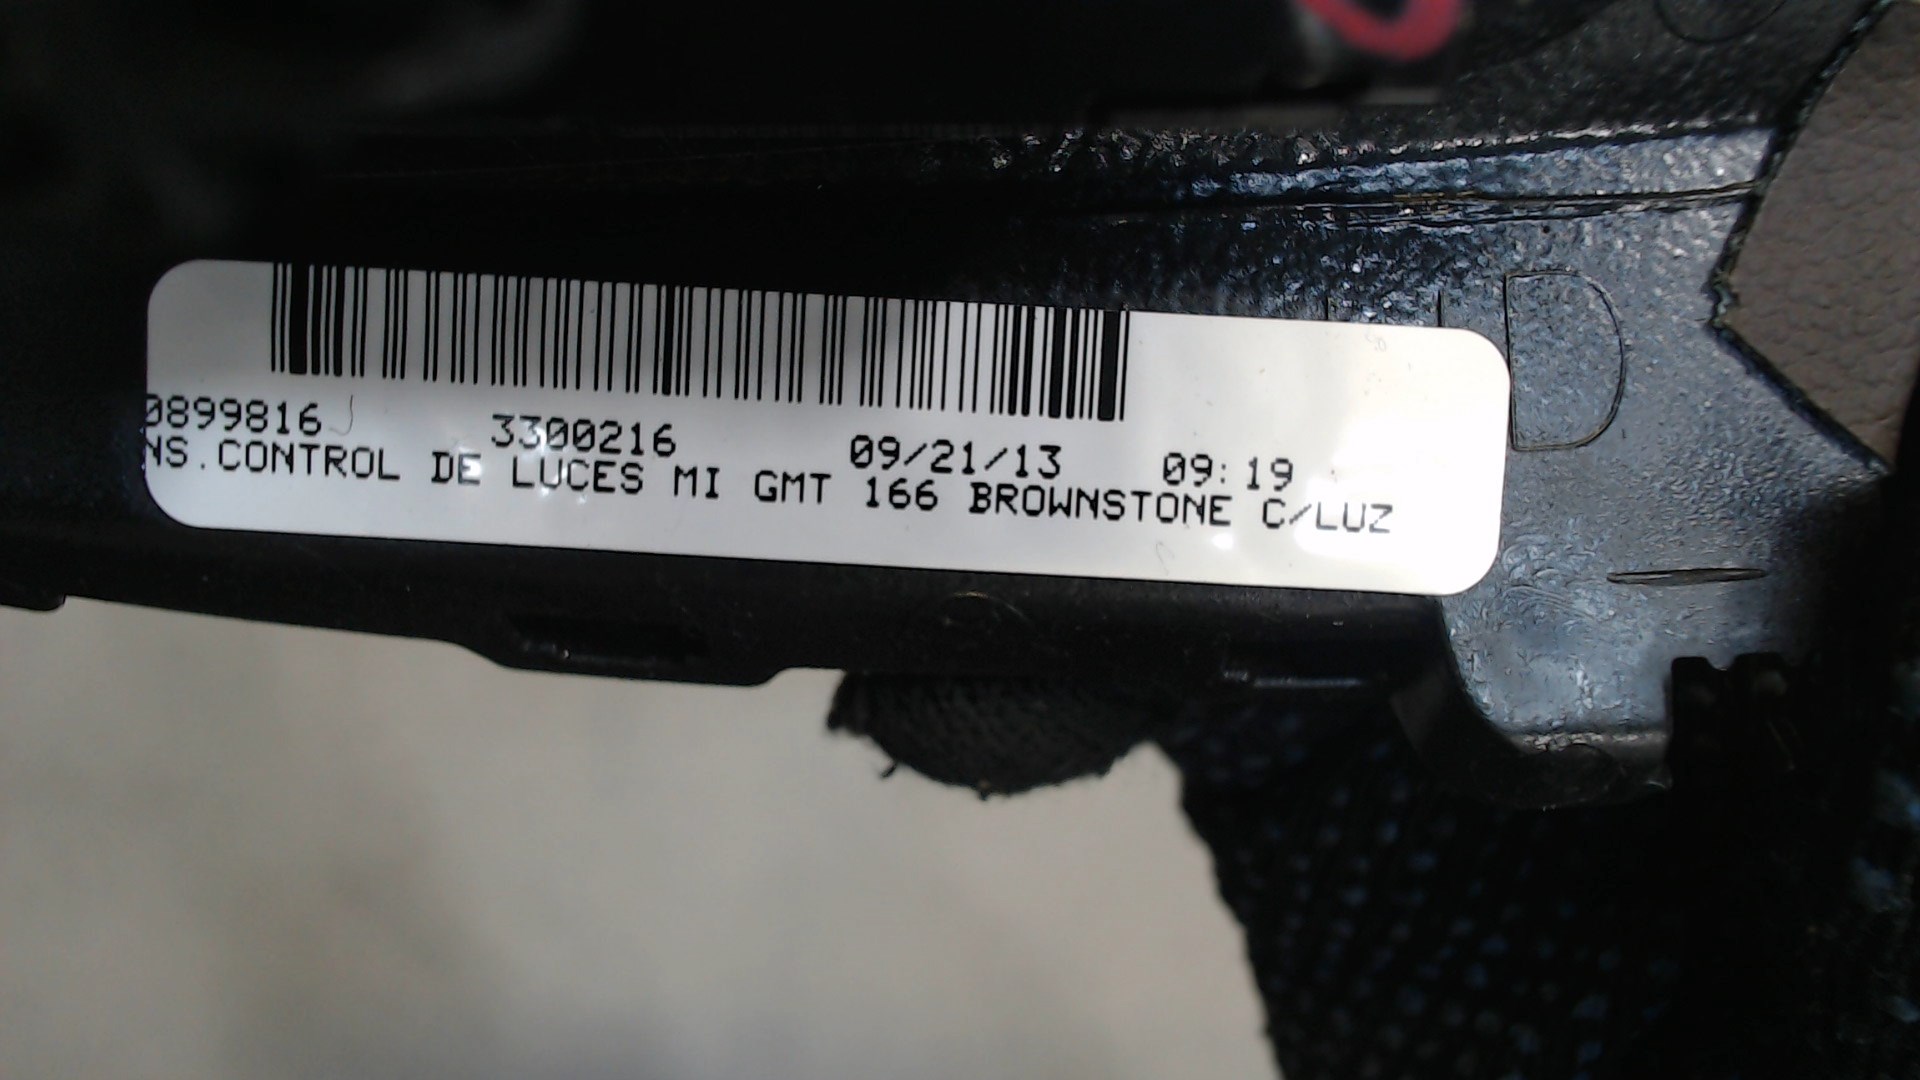 0899816 3300216 09/21/13 09:19
NS.CONTROL DE LUCES MI GMT 166 BROWNSTONE C/LUZ
D